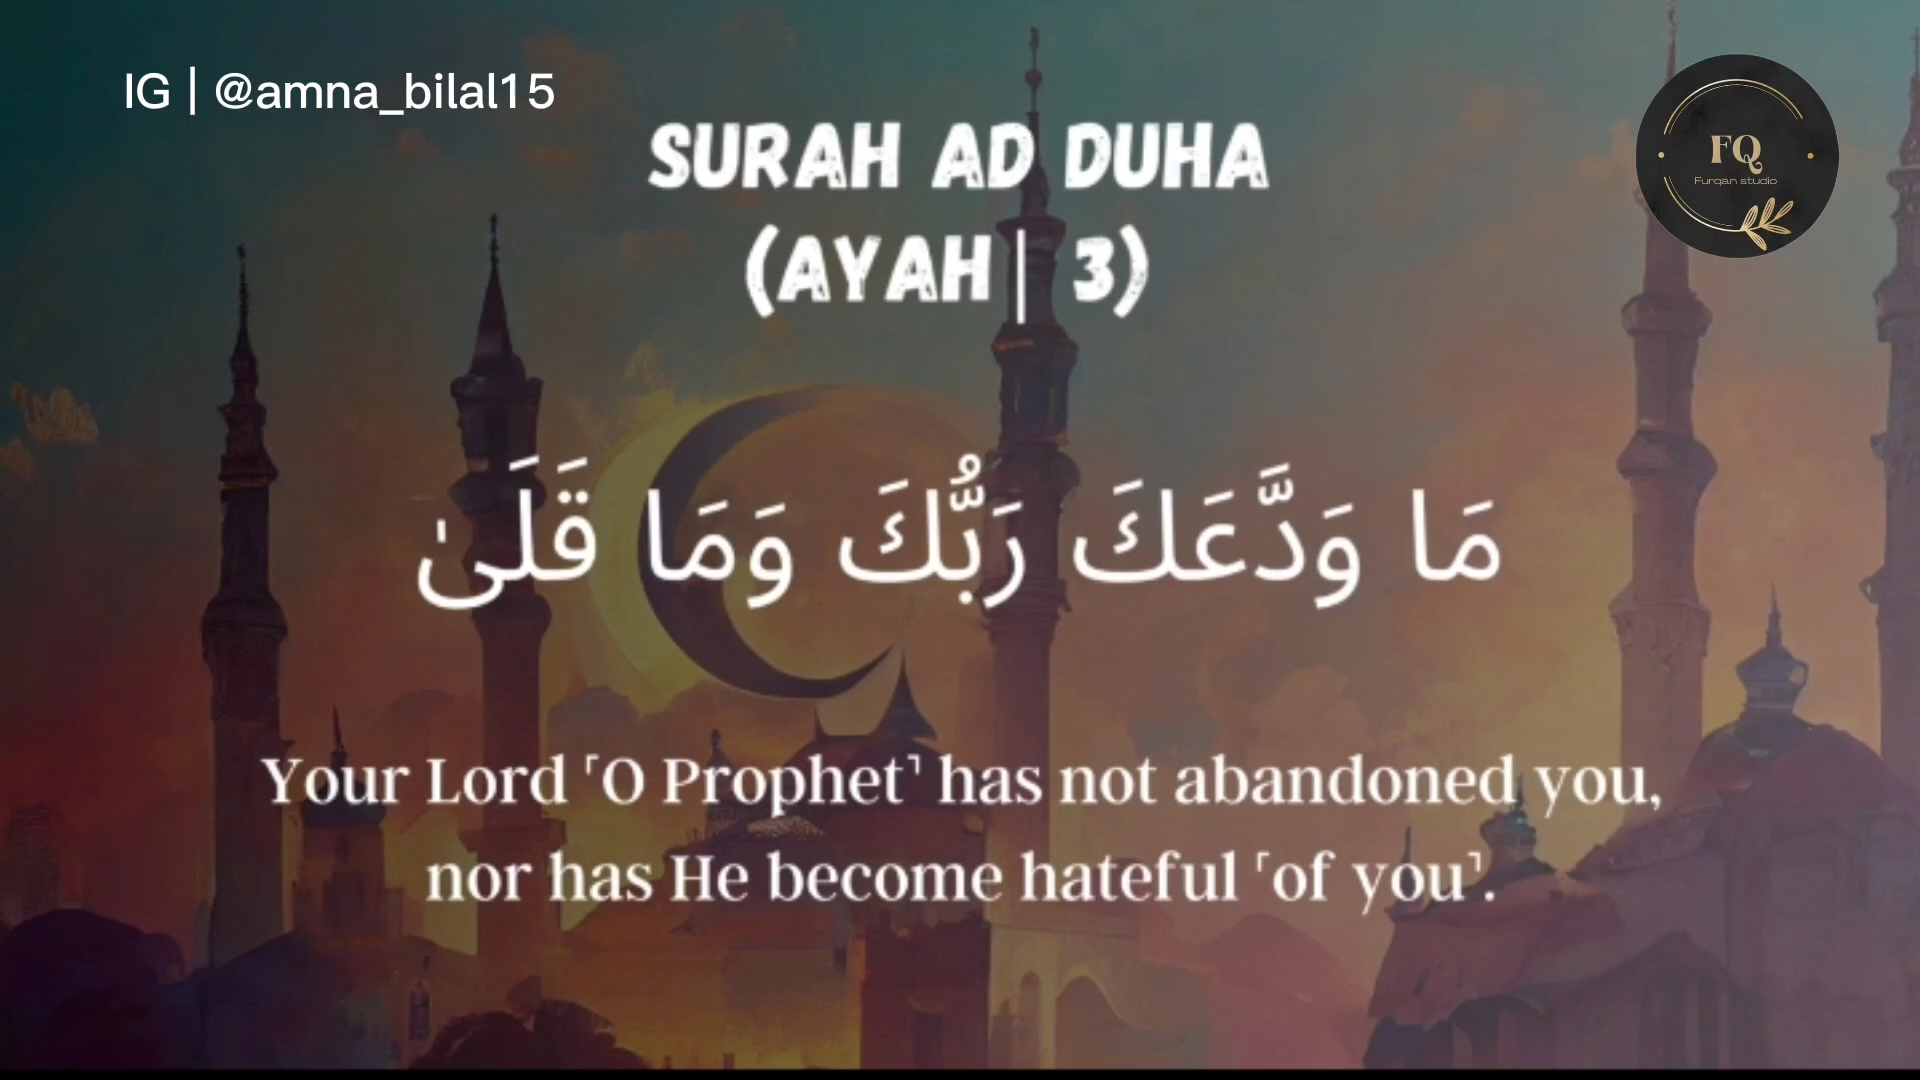 IG | @amna_bilal15
SURAH AD DUHA
(AYAH | 3)
FQ
Furqan studio
مَا وَدَّعَكَ رَبُّكَ وَمَا قَلَىٰ
Your Lord ˹O Prophet˺ has not abandoned you,
nor has He become hateful ˹of you˺.